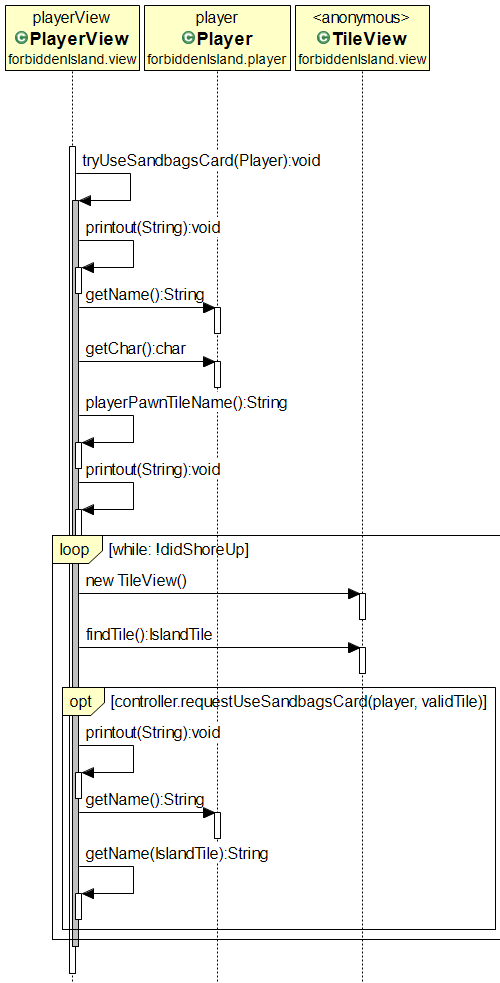 playerView player <anonymous>
C PlayerView C Player C TileView
forbiddenIsland.view forbiddenIsland.player forbiddenIsland.view
tryUseSandbagsCard(Player):void
printout(String):void
getName():String
getChar():char
playerPawnTileName():String
printout(String):void
loop [while: !didShoreUp]
new TileView()
findTile():IslandTile
opt [controller.requestUseSandbagsCard(player, validTile)]
printout(String):void
getName():String
getName(IslandTile):String